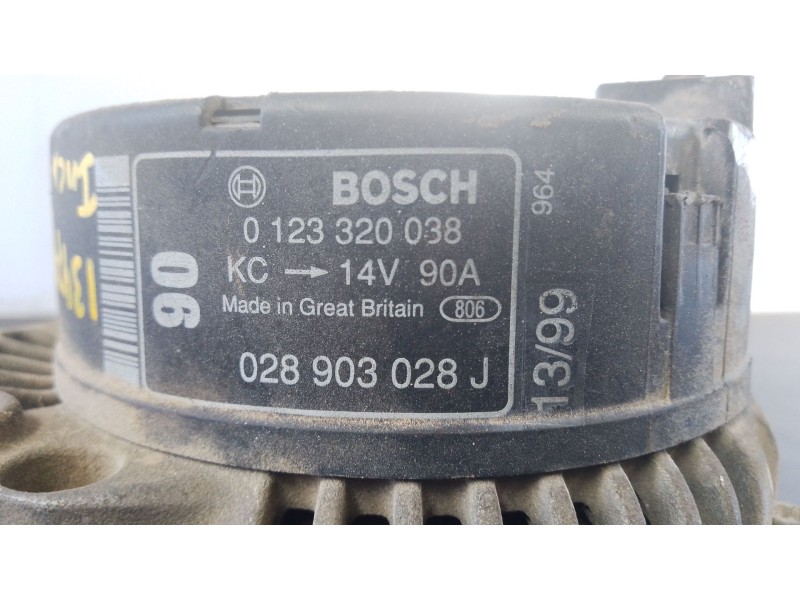 BOSCH
0 123 320 038
KC → 14V 90A
Made in Great Britain 806
028 903 028 J
90
964
13/99